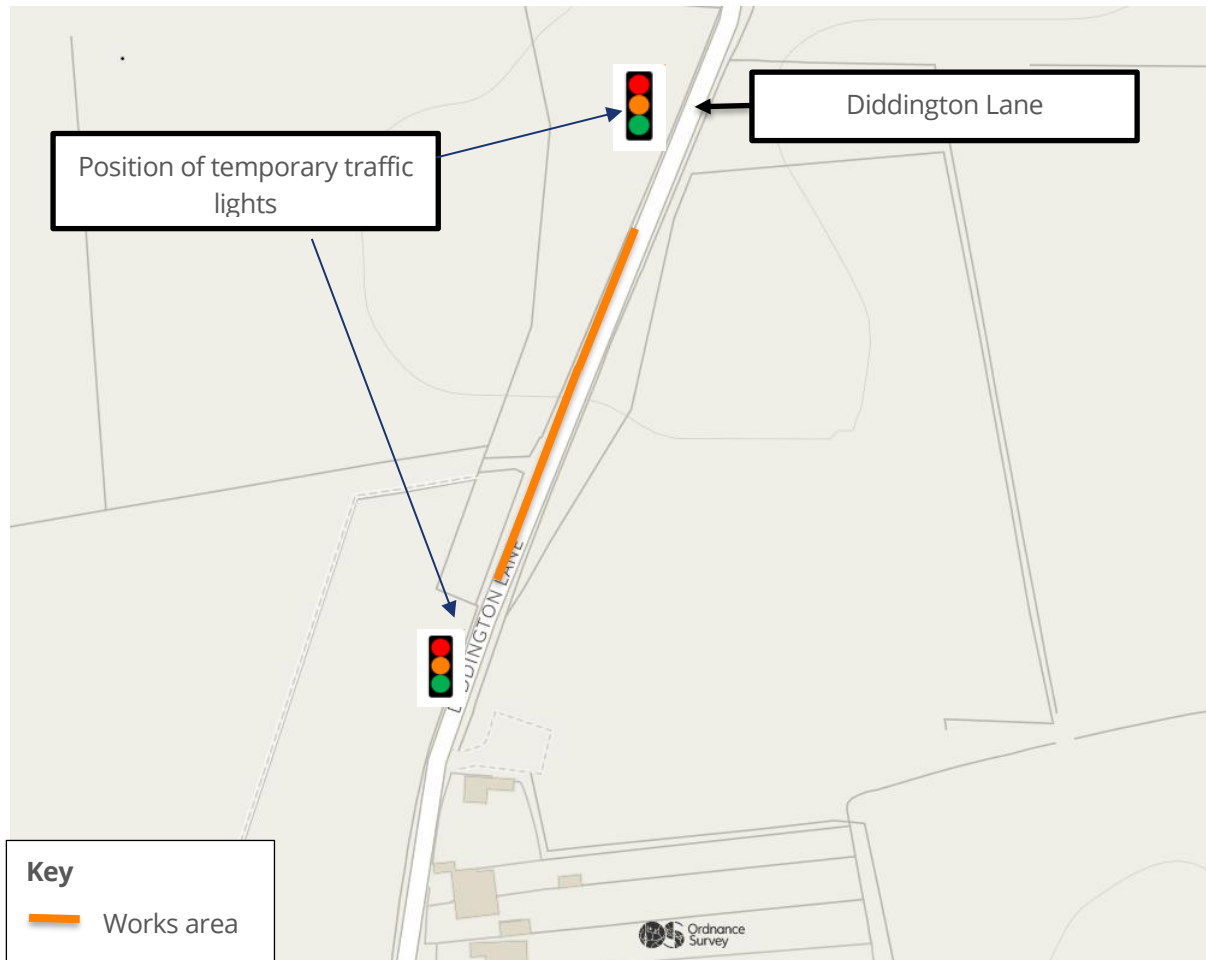 Diddington Lane
Position of temporary traffic
lights
DIDDINGTON LANE
Key
Works area
Ordnance
Survey